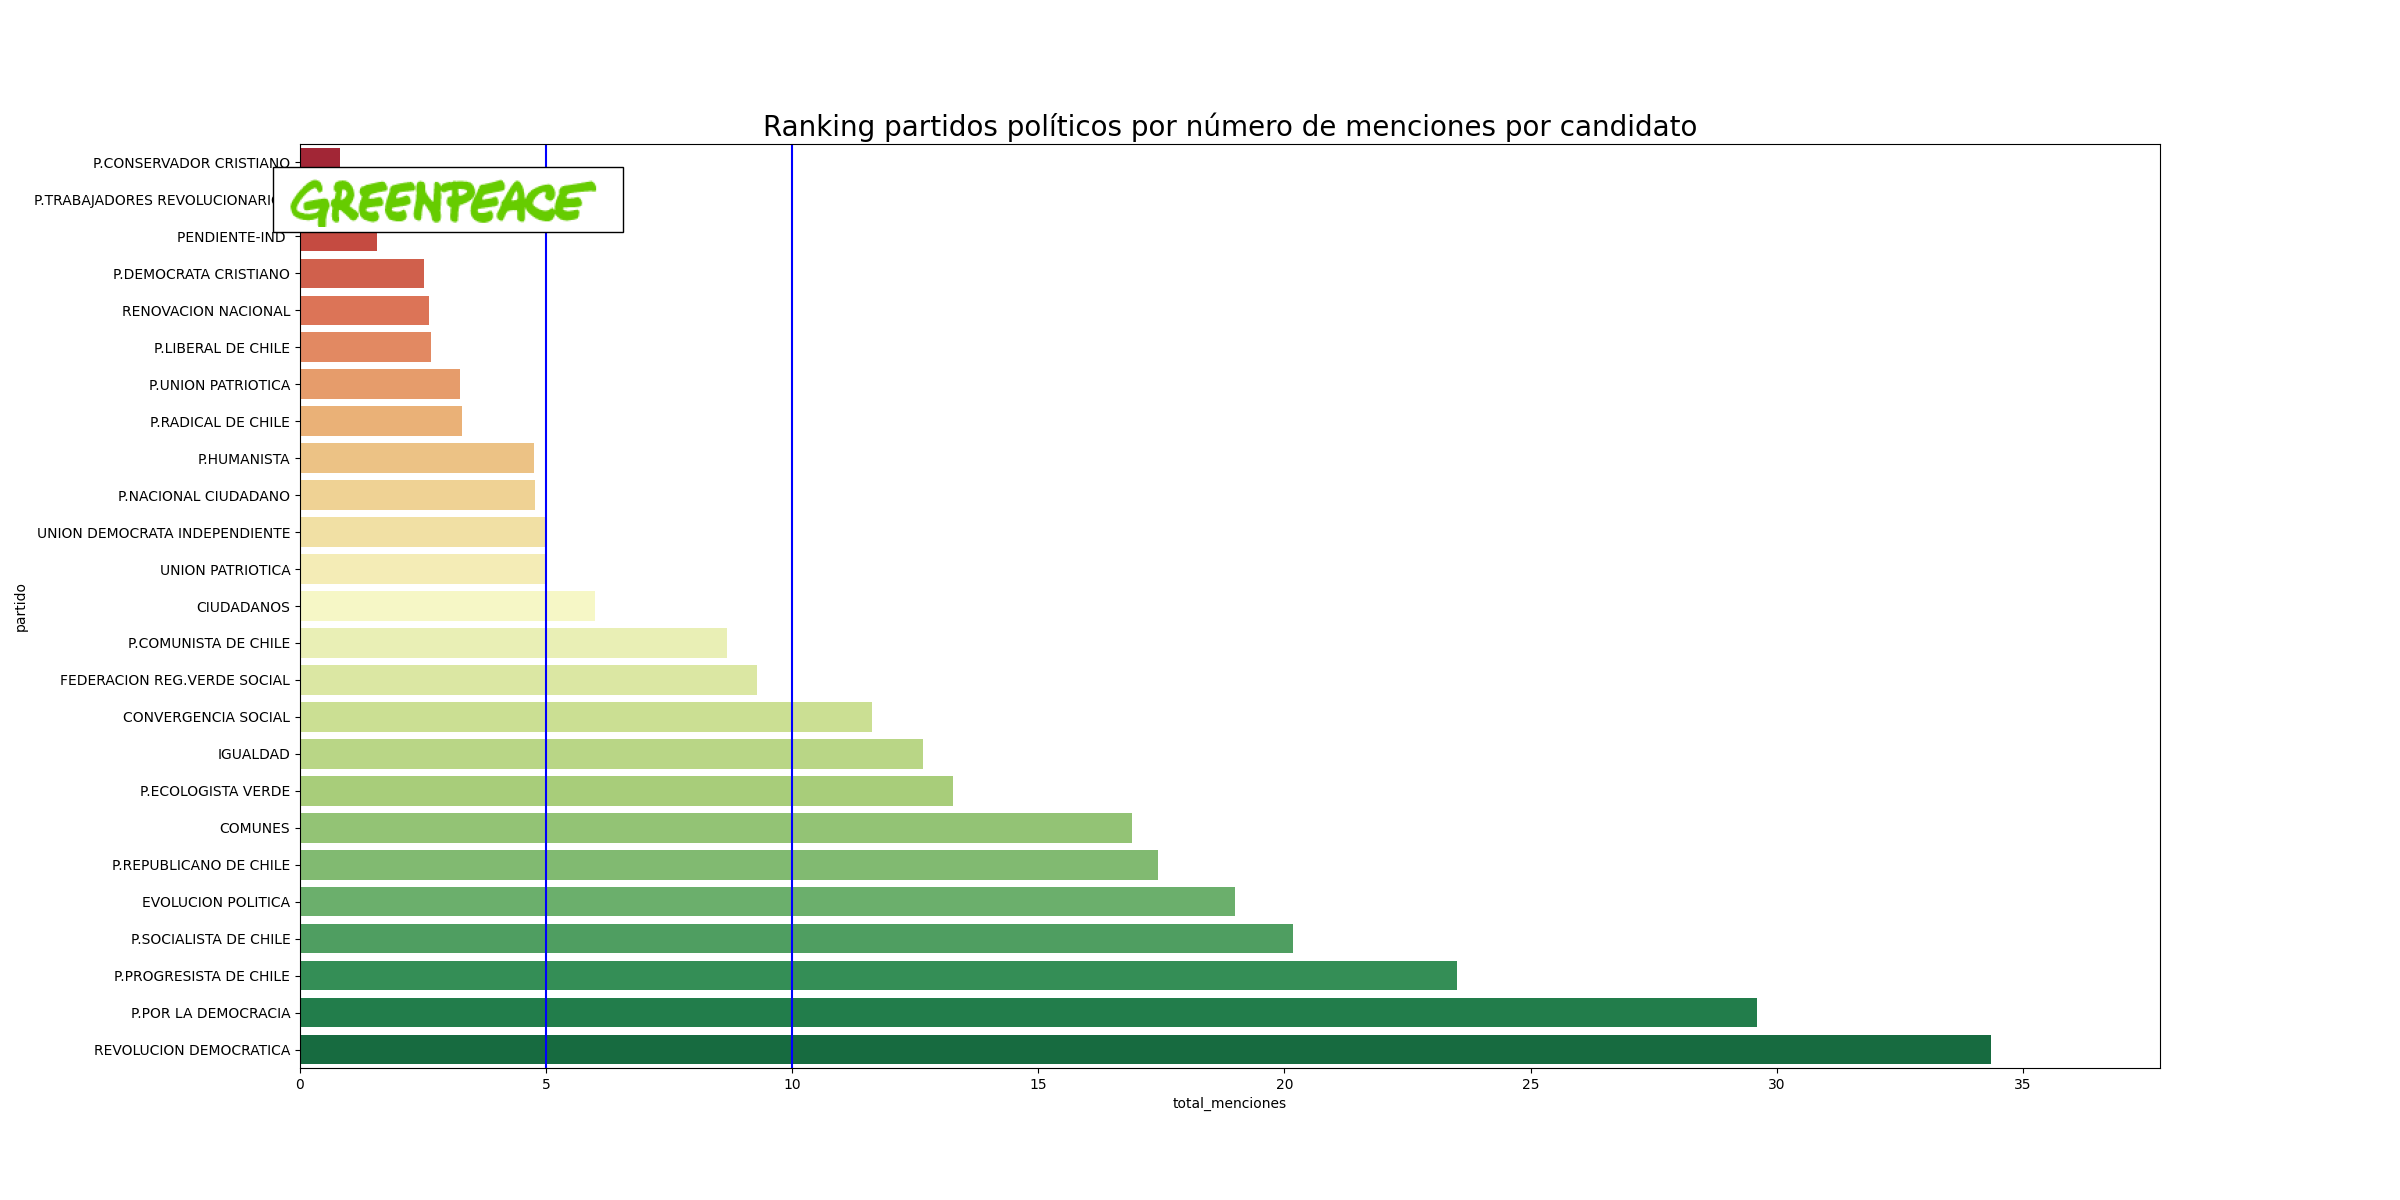 Ranking partidos políticos por número de menciones por candidato
P.CONSERVADOR CRISTIANO
GREENPEACE
P.TRABAJADORES
PENDIENTE-IND
P.DEMOCRATA CRISTIANO
RENOVACION NACIONAL
P.LIBERAL DE CHILE
P.UNION PATRIOTICA
P.RADICAL DE CHILE
P.HUMANISTA
P.NACIONAL CIUDADANO
UNION DEMOCRATA INDEPENDIENTE
UNION PATRIOTICA
CIUDADANOS
P.COMUNISTA DE CHILE
FEDERACION REG.VERDE SOCIAL
CONVERGENCIA SOCIAL
IGUALDAD
P.ECOLOGISTA VERDE
COMUNES
P.REPUBLICANO DE CHILE
EVOLUCION POLITICA
P.SOCIALISTA DE CHILE
P.PROGRESISTA DE CHILE
P.POR LA DEMOCRACIA
REVOLUCION DEMOCRATICA
partido
0 5 10 15 20 25 30 35
total_menciones